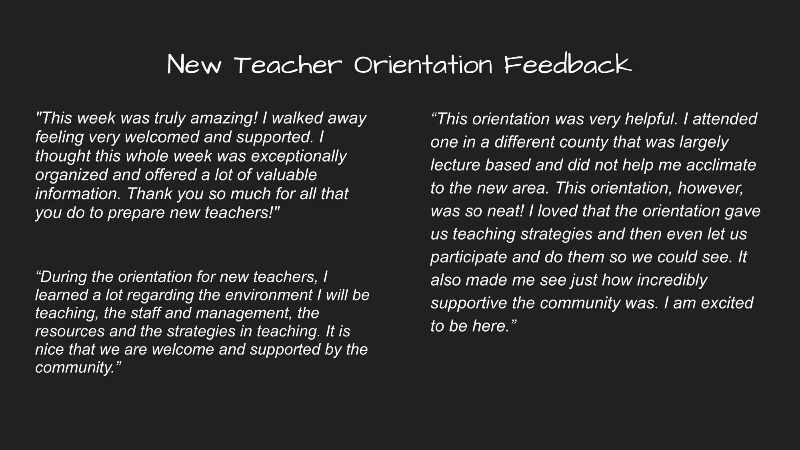 New Teacher Orientation Feedback
"This week was truly amazing! I walked away
feeling very welcomed and supported. I
thought this whole week was exceptionally
organized and offered a lot of valuable
information. Thank you so much for all that
you do to prepare new teachers!"
“During the orientation for new teachers, I
learned a lot regarding the environment I will be
teaching, the staff and management, the
resources and the strategies in teaching. It is
nice that we are welcome and supported by the
community.”
“This orientation was very helpful. I attended
one in a different county that was largely
lecture based and did not help me acclimate
to the new area. This orientation, however,
was so neat! I loved that the orientation gave
us teaching strategies and then even let us
participate and do them so we could see. It
also made me see just how incredibly
supportive the community was. I am excited
to be here.”